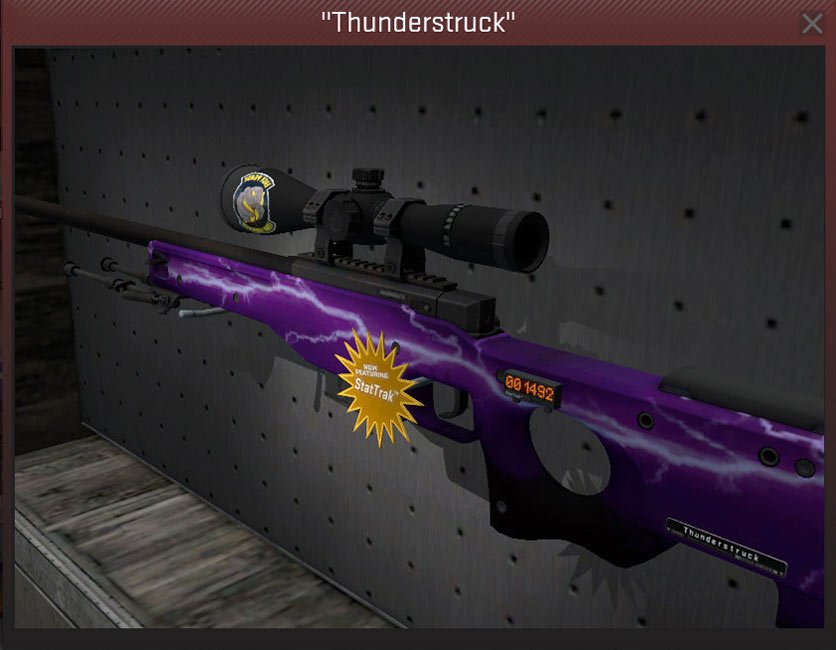 "Thunderstruck"
NOW
FEATURING
StatTrak™
001492
Thunderstruck